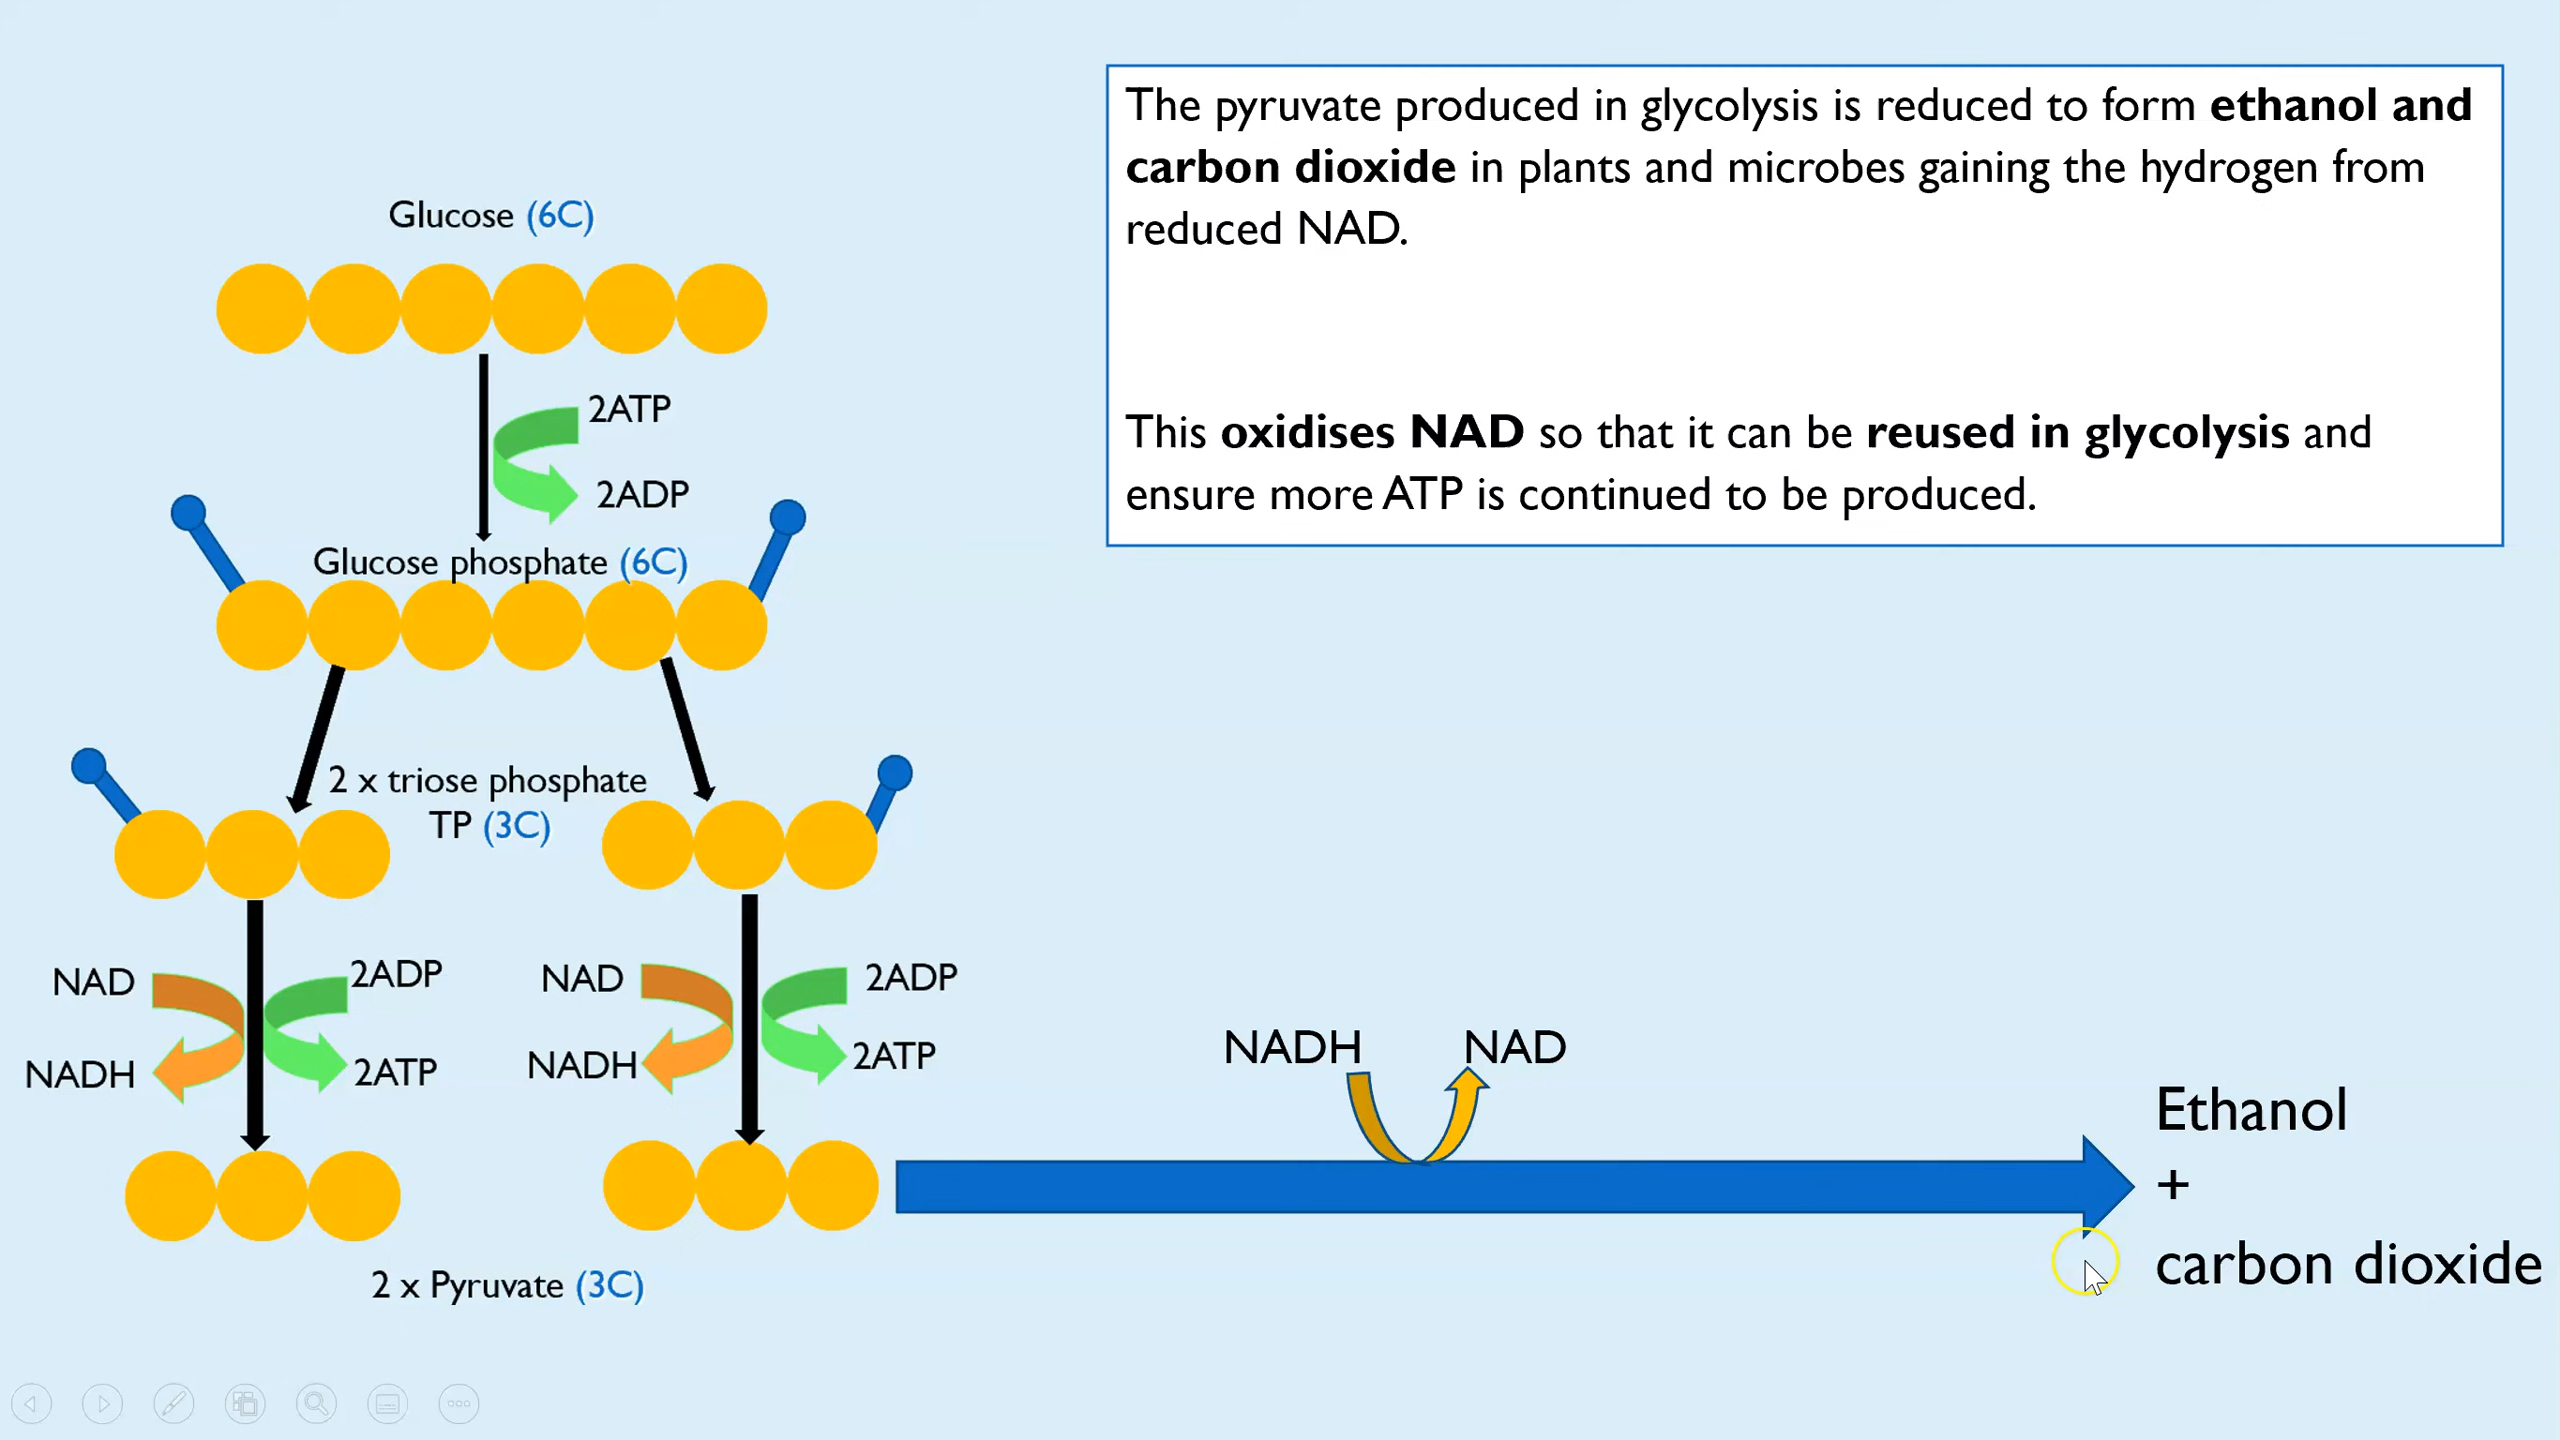 The pyruvate produced in glycolysis is reduced to form ethanol and
carbon dioxide in plants and microbes gaining the hydrogen from
reduced NAD.
This oxidises NAD so that it can be reused in glycolysis and
ensure more ATP is continued to be produced.
Glucose (6C)
2ATP
2ADP
Glucose phosphate (6C)
2 x triose phosphate
TP (3C)
NAD
2ADP
NADH
2ATP
NAD
2ADP
NADH
2ATP
2 x Pyruvate (3C)
NADH
NAD
Ethanol
+
carbon dioxide